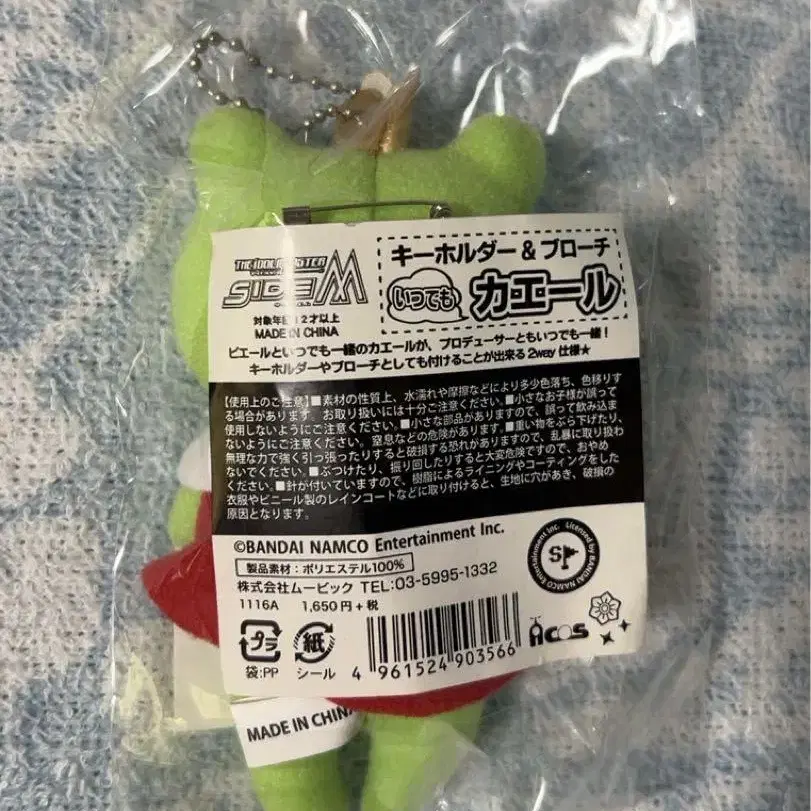 THE IDOLM@STER
SIDEM
対象年齢12才以上
MADE IN CHINA
キーホルダー&ブローチ
いつでも カエール
ピエールといつでも一緒のカエールが、プロデューサーともいつでも一緒!
キーホルダーやブローチとしても付けることが出来る2way仕様★
【使用上のご注意】■素材の性質上、水濡れや摩擦などにより多少色落ち、色移りす
る場合があります。お取り扱いには十分ご注意ください。■小さなお子様が誤って
使用しないようにご注意ください。■小さな部品がありますので、誤って飲み込ま
ないようにご注意ください。窒息などの危険があります。■重い物をぶら下げたり、
無理な力で強く引っ張ったりすると破損する恐れがありますので、乱暴に取り扱わ
ないでください。■ぶつけたり、振り回したりすると大変危険ですので、おやめ
ください。■針が付いていますので、樹脂によるライニングやコーティングをした
衣服やビニール製のレインコートなどに取り付けると、生地に穴があき、破損の
原因となります。
©BANDAI NAMCO Entertainment Inc.
製品素材:ポリエステル100%
株式会社ムービック TEL:03-5995-1332
1116A 1,650円+税
Licensed by BANDAI NAMCO Entertainment Inc.
S
プラ
袋:PP
紙
シール
4 961524 903566
Acos
MADE IN CHINA